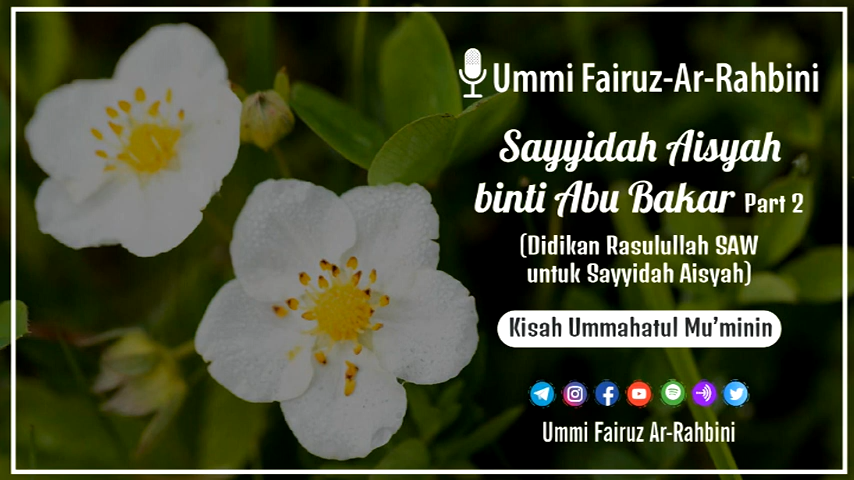 Ummi Fairuz-Ar-Rahbini
Sayyidah Aisyah
binti Abu Bakar Part 2
(Didikan Rasulullah SAW
untuk Sayyidah Aisyah)
Kisah Ummahatul Mu'minin
Ummi Fairuz Ar-Rahbini